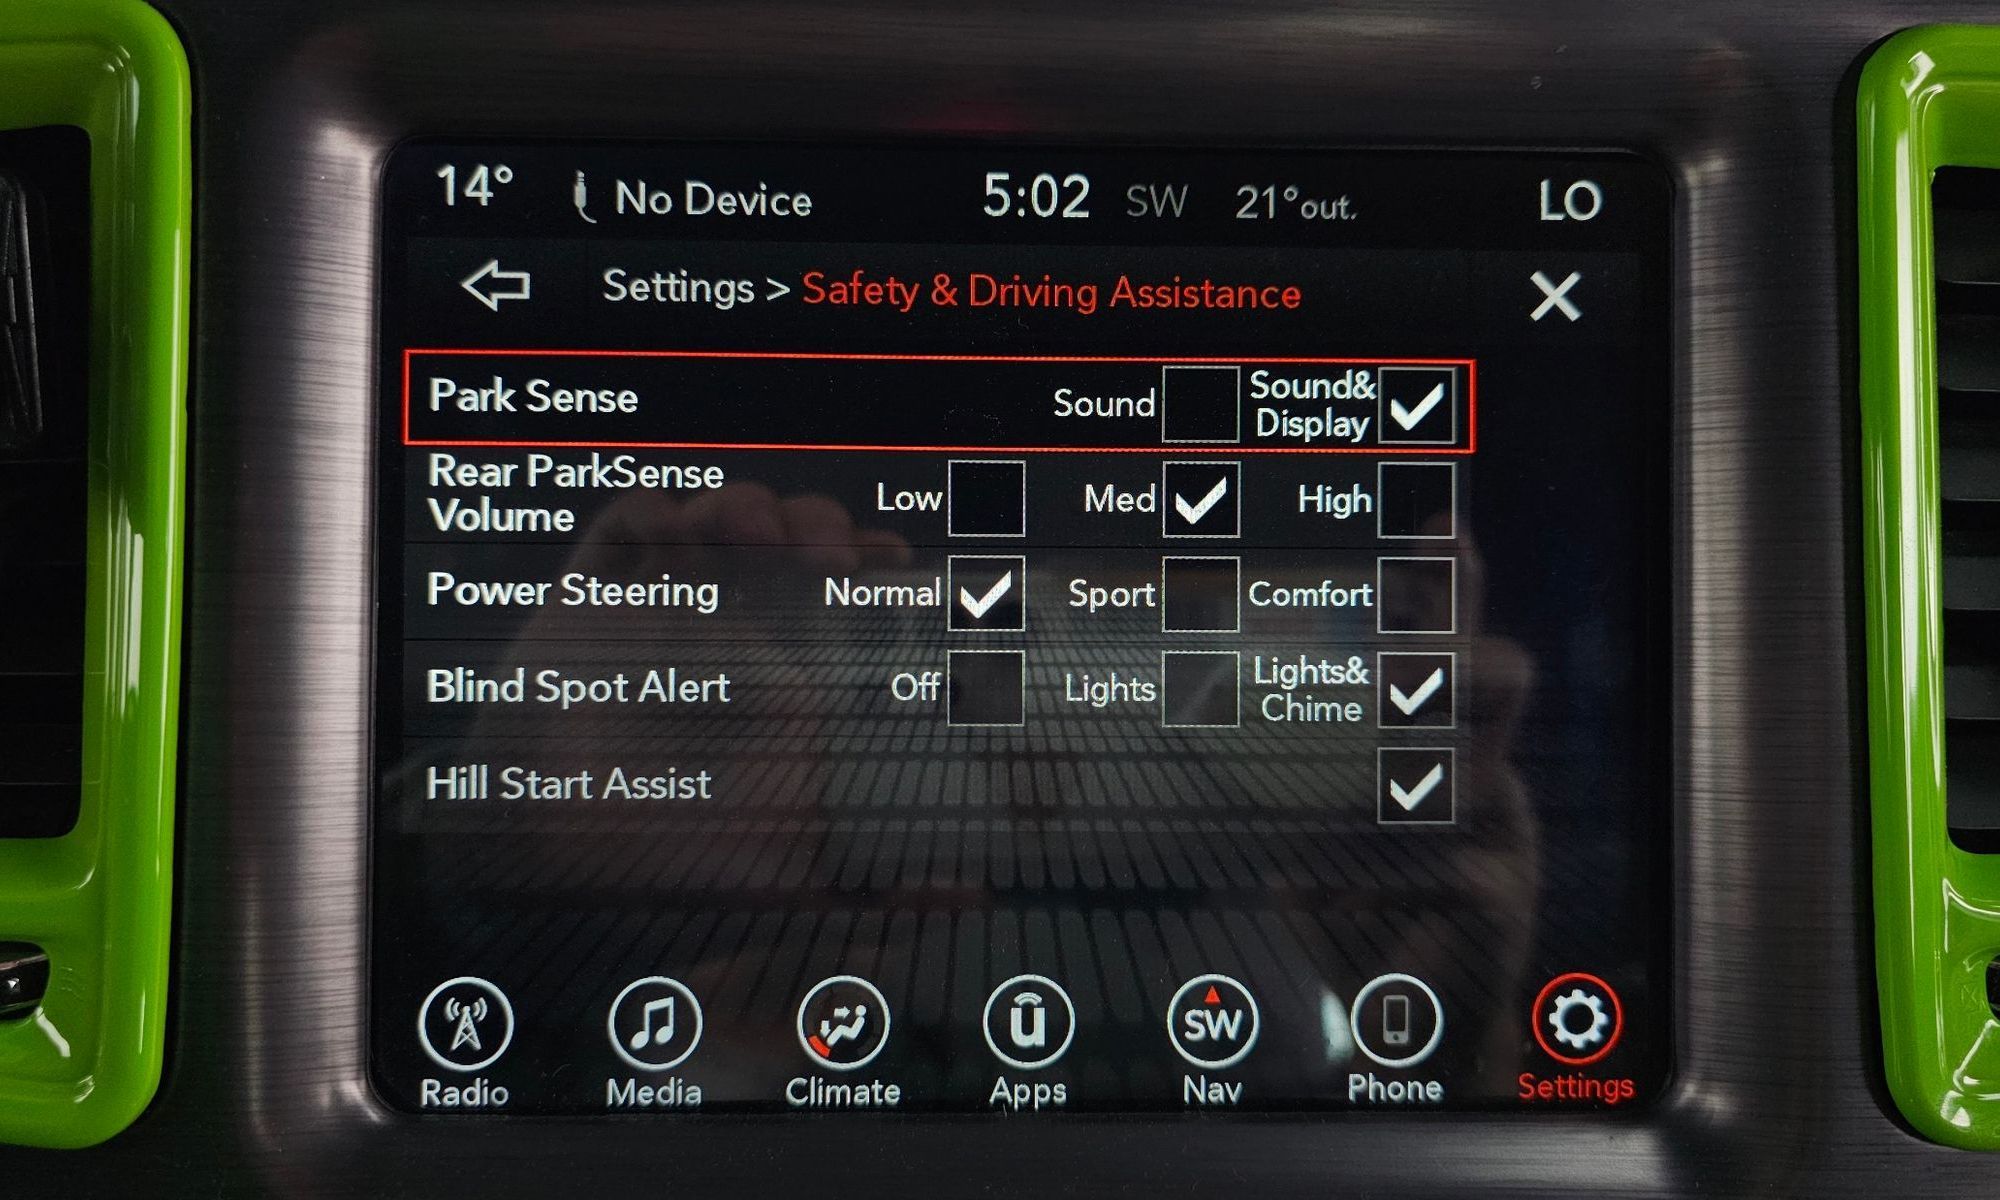 14° No Device 5:02 SW 21°out. LO
Settings > Safety & Driving Assistance
Park Sense Sound Sound&
Display
Rear ParkSense
Volume Low Med High
Power Steering Normal Sport Comfort
Blind Spot Alert Off Lights Lights&
Chime
Hill Start Assist
u SW
Radio Media Climate Apps Nav Phone Settings